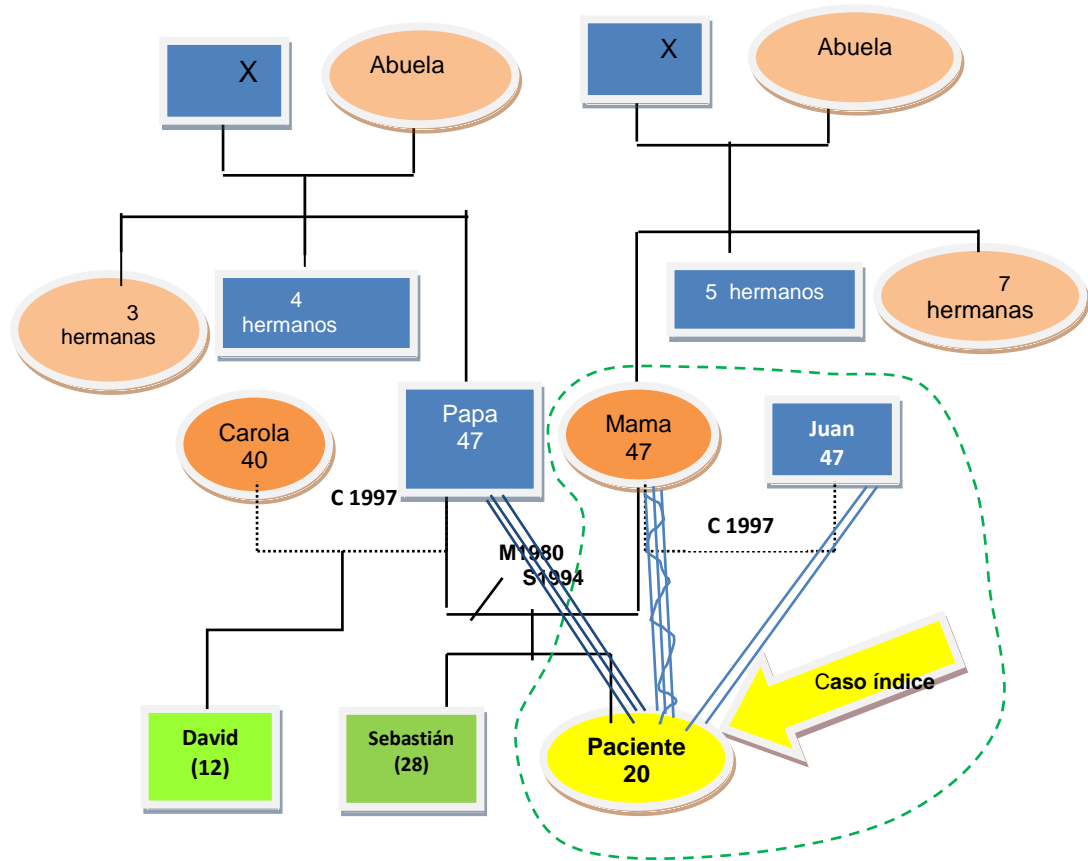 X
Abuela
X
Abuela
3
hermanas
4
hermanos
5 hermanos
7
hermanas
Carola
40
Papa
47
Mama
47
Juan
47
C 1997
C 1997
M1980
S1994
Caso índice
David
(12)
Sebastián
(28)
Paciente
20